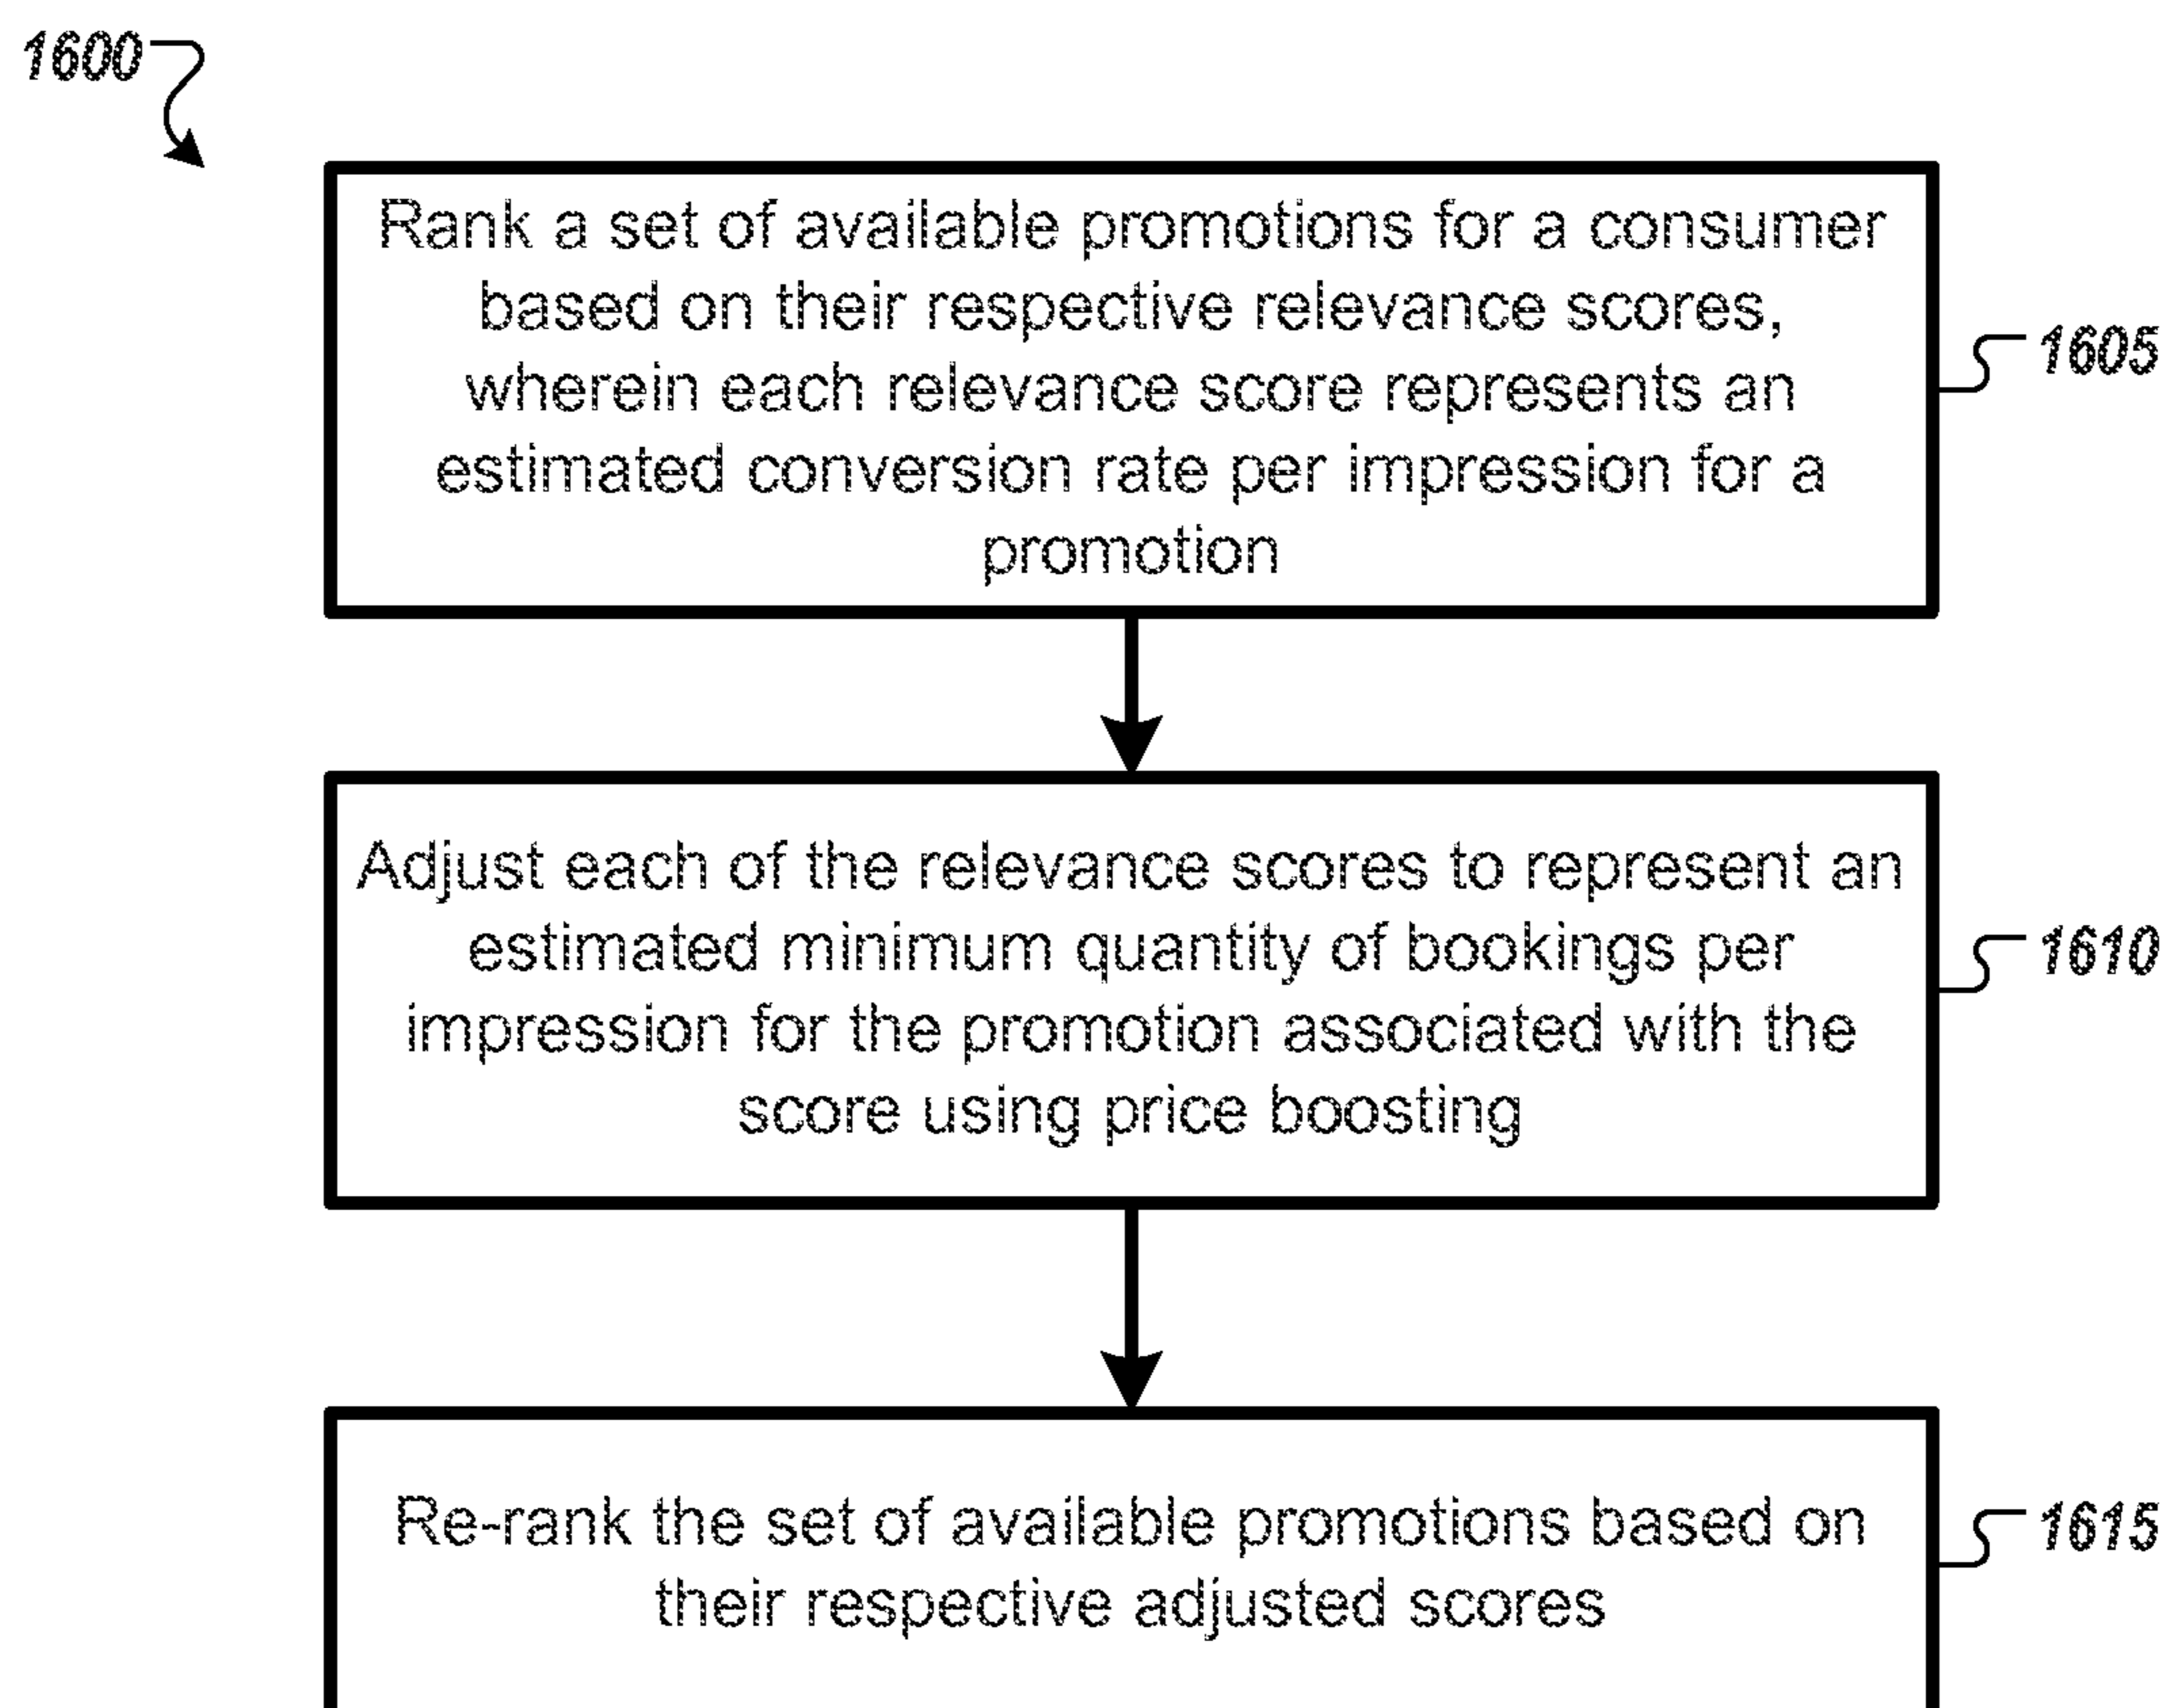 1600
Rank a set of available promotions for a consumer
based on their respective relevance scores,
wherein each relevance score represents an
estimated conversion rate per impression for a
promotion
1605
Adjust each of the relevance scores to represent an
estimated minimum quantity of bookings per
impression for the promotion associated with the
score using price boosting
1610
Re-rank the set of available promotions based on
their respective adjusted scores
1615